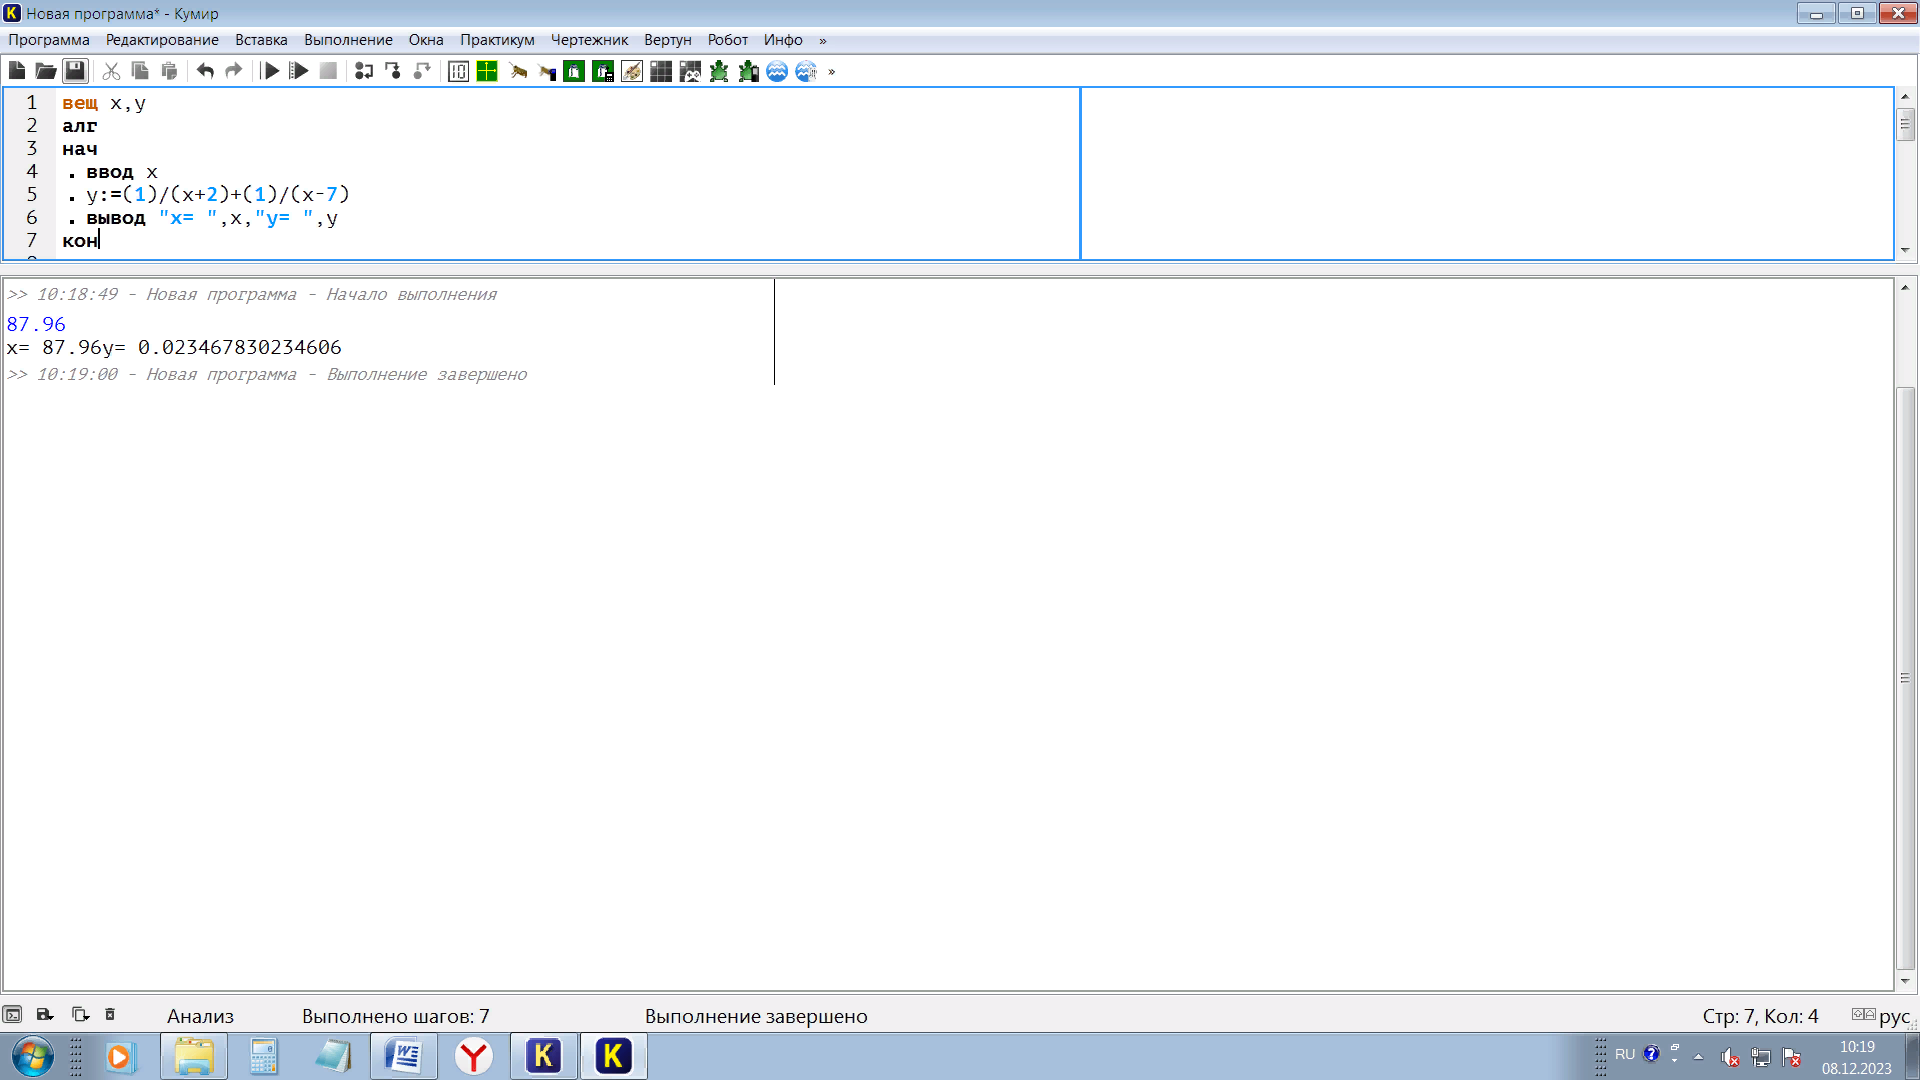 Новая программа* - Кумир
Программа Редактирование Вставка Выполнение Окна Практикум Чертежник Вертун Робот Инфо »
»
1 вещ x,y
2 алг
3 нач
4 . ввод x
5 . y:=(1)/(x+2)+(1)/(x-7)
6 . вывод "x= ",x,"y= ",y
7 кон
>> 10:18:49 - Новая программа - Начало выполнения
87.96
x= 87.96y= 0.023467830234606
>> 10:19:00 - Новая программа - Выполнение завершено
Анализ Выполнено шагов: 7 Выполнение завершено Стр: 7, Кол: 4 рус
RU
10:19
08.12.2023